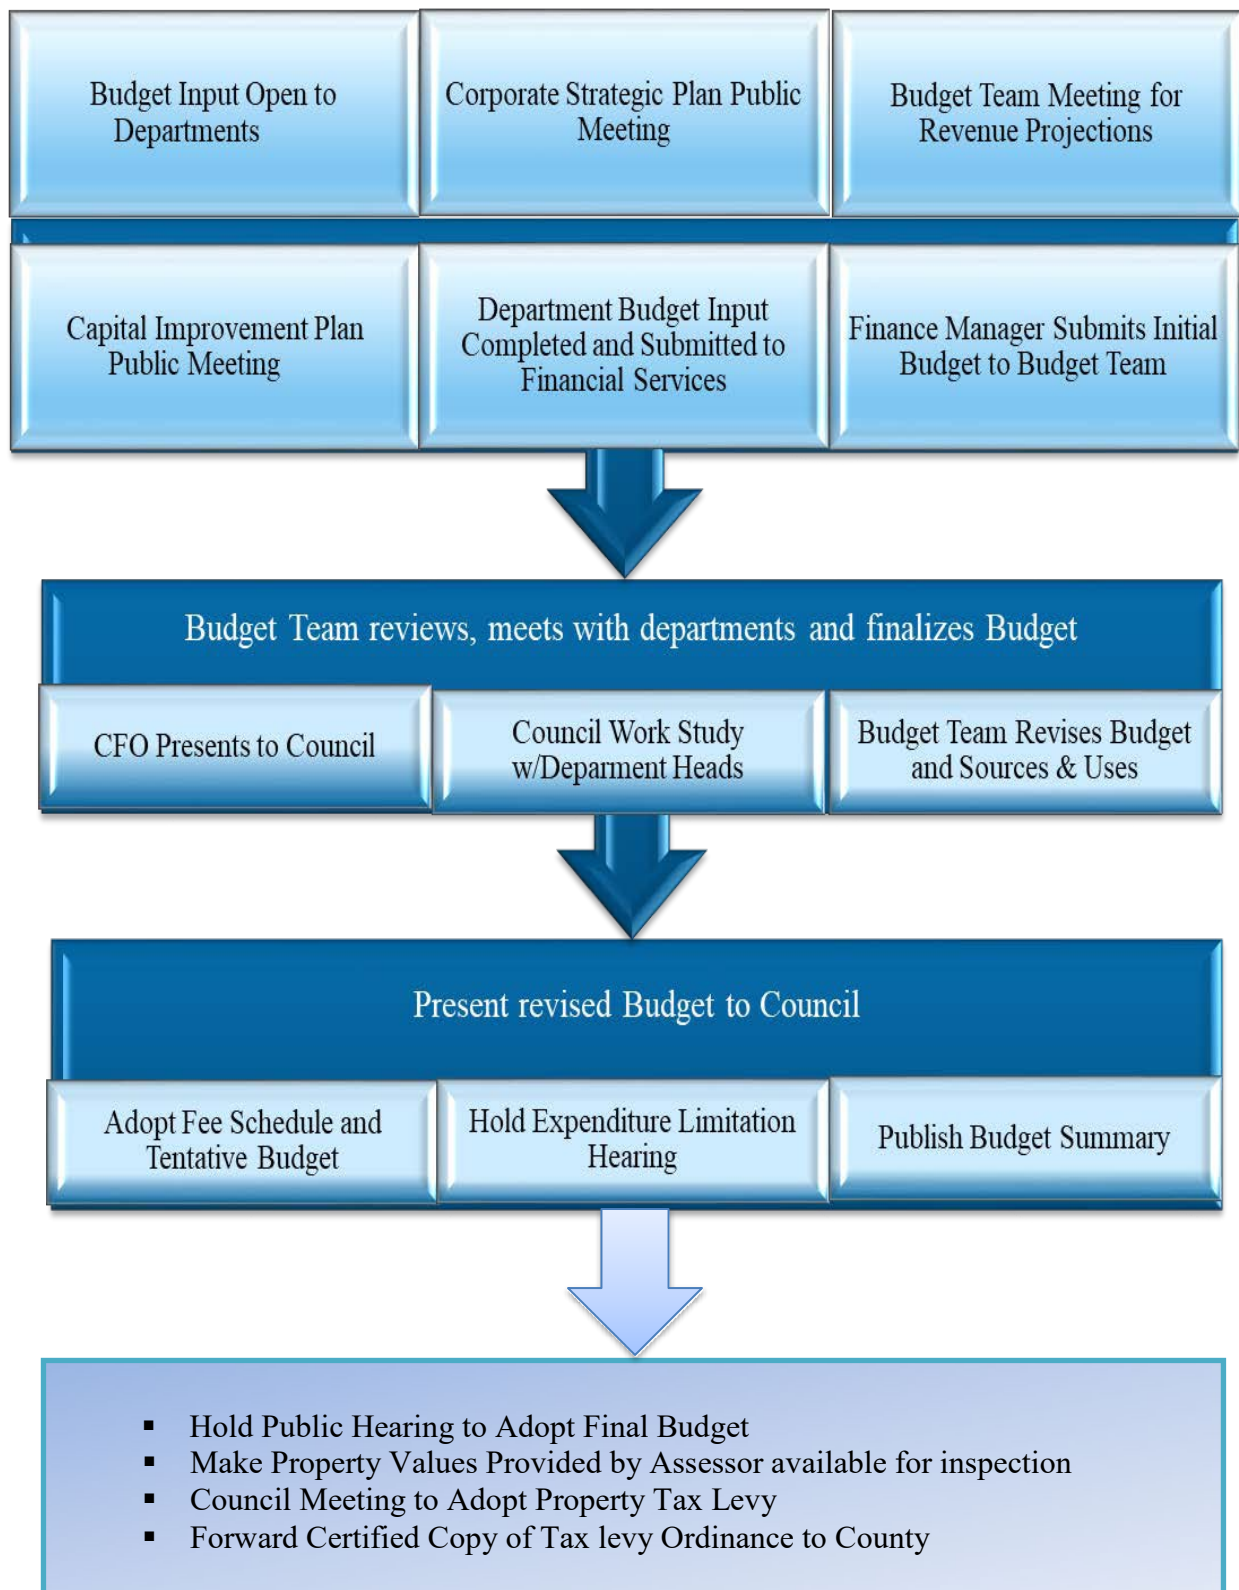 Budget Input Open to
Departments
Corporate Strategic Plan Public
Meeting
Budget Team Meeting for
Revenue Projections
Capital Improvement Plan
Public Meeting
Department Budget Input
Completed and Submitted to
Financial Services
Finance Manager Submits Initial
Budget to Budget Team
Budget Team reviews, meets with departments and finalizes Budget
CFO Presents to Council
Council Work Study
w/Deparment Heads
Budget Team Revises Budget
and Sources & Uses
Present revised Budget to Council
Adopt Fee Schedule and
Tentative Budget
Hold Expenditure Limitation
Hearing
Publish Budget Summary
▪ Hold Public Hearing to Adopt Final Budget
▪ Make Property Values Provided by Assessor available for inspection
▪ Council Meeting to Adopt Property Tax Levy
▪ Forward Certified Copy of Tax levy Ordinance to County